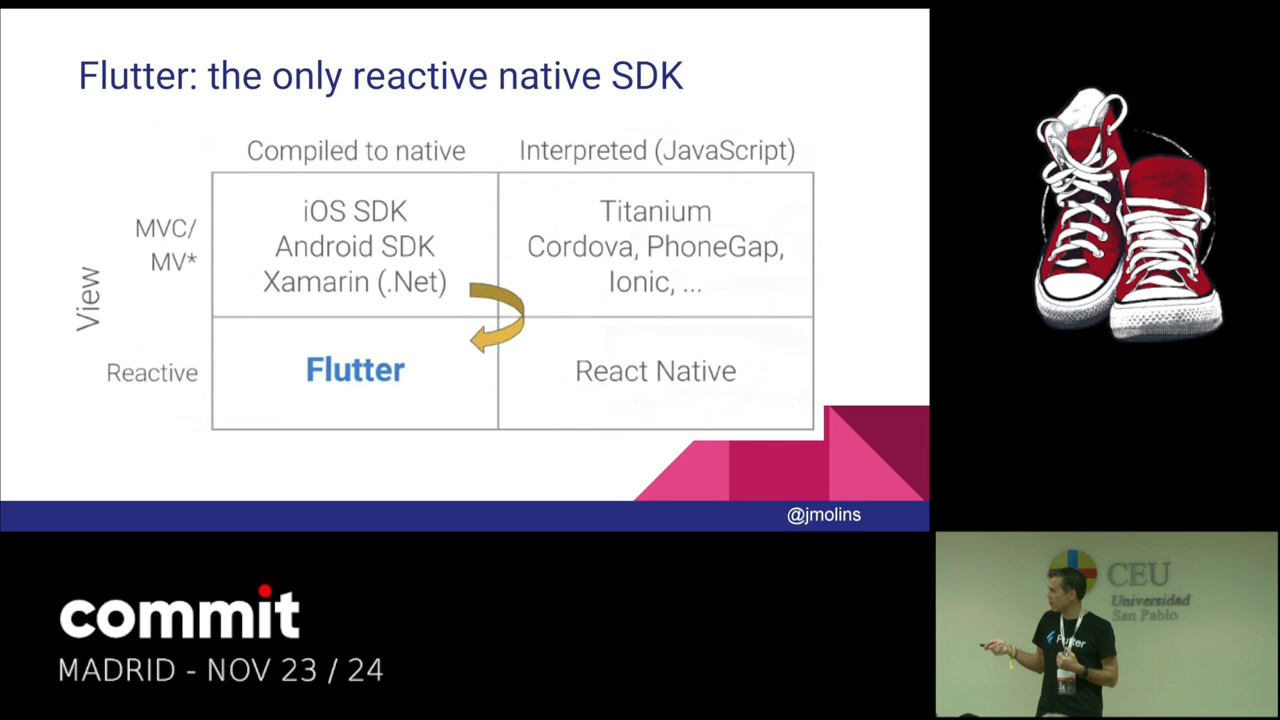 Flutter: the only reactive native SDK
Compiled to native
Interpreted (JavaScript)
View
MVC/
MV*
iOS SDK
Android SDK
Xamarin (.Net)
Titanium
Cordova, PhoneGap,
Ionic, ...
Reactive
Flutter
React Native
@jmolins
commit
MADRID - NOV 23 / 24
CEU
Universidad
San Pablo
Flutter